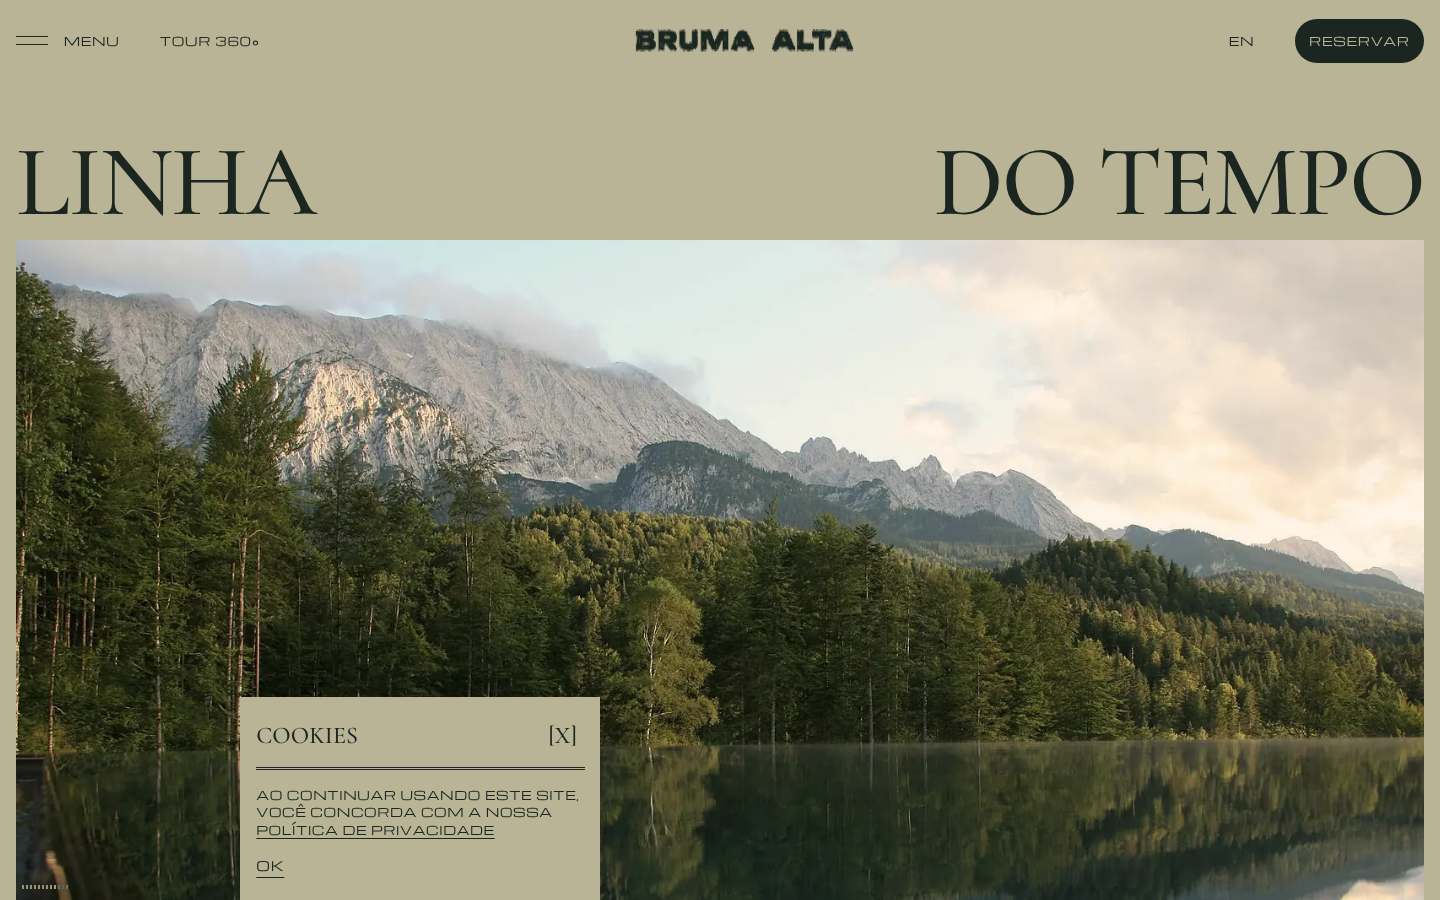 MENU
TOUR 360°
BRUMA ALTA
EN
RESERVAR
LINHA
DO TEMPO
COOKIES
[X]
AO CONTINUAR USANDO ESTE SITE,
VOCÊ CONCORDA COM A NOSSA
POLÍTICA DE PRIVACIDADE
OK